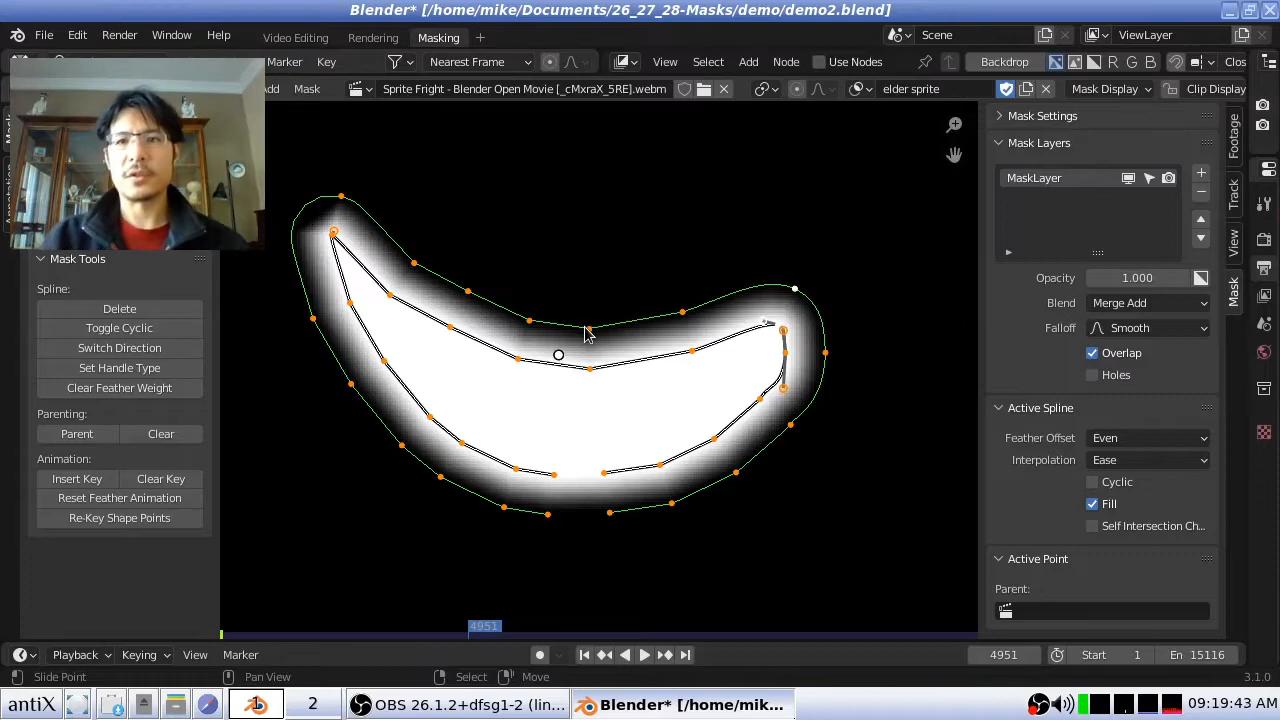 Blender* [/home/mike/Documents/26_27_28-Masks/demo/demo2.blend]
File Edit Render Window Help Video Editing Rendering Masking Scene ViewLayer
Marker Key Nearest Frame View Select Add Node Use Nodes Backdrop R G B Clos
Mask Sprite Fright - Blender Open Movie [_cMxraX_5RE].webm elder sprite Mask Display Clip Display
Mask Settings
Mask Layers
MaskLayer
Opacity 1.000
Blend Merge Add
Falloff Smooth
Overlap
Holes
Active Spline
Feather Offset Even
Interpolation Ease
Cyclic
Fill
Self Intersection Ch...
Active Point
Parent:
Footage
Track
View
Mask
Mask Tools
Spline:
Delete
Toggle Cyclic
Switch Direction
Set Handle Type
Clear Feather Weight
Parenting:
Parent Clear
Animation:
Insert Key Clear Key
Reset Feather Animation
Re-Key Shape Points
4951
Playback Keying View Marker 4951 Start 1 En 15116
Slide Point Pan View Select Move 3.1.0
antiX 1 2 OBS 26.1.2+dfsg1-2 (lin... Blender* [/home/mik... 09:19:43 AM